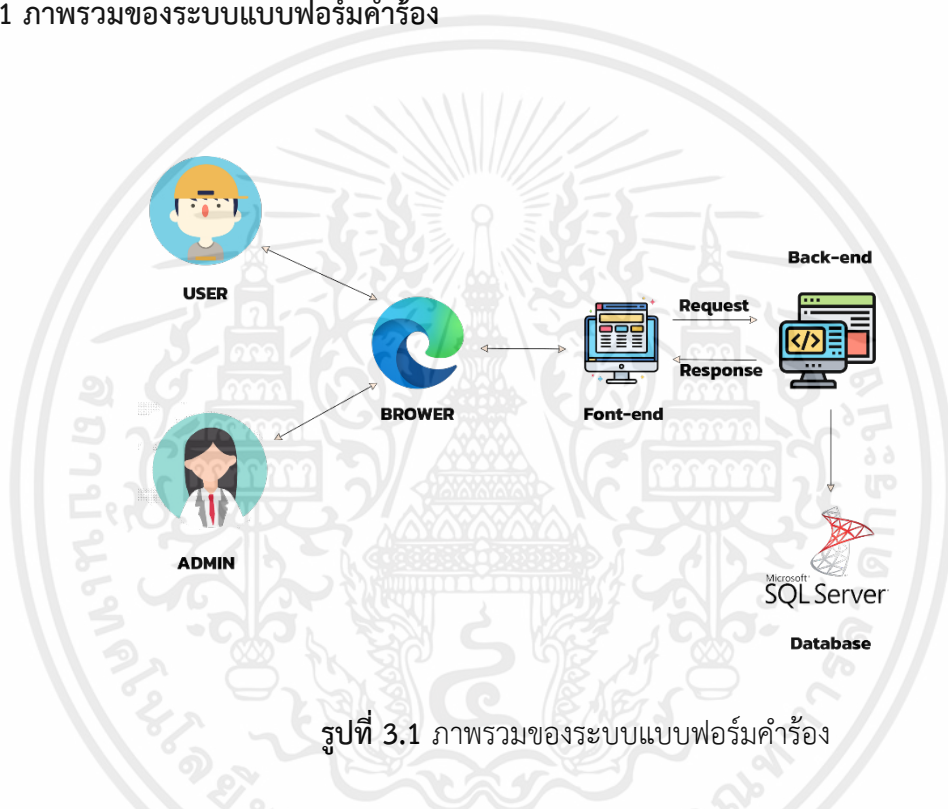 1 ภาพรวมของระบบแบบฟอร์มคำร้อง
USER
ADMIN
BROWER
Font-end
Request
Response
Back-end
Microsoft
SQL Server
Database
รูปที่ 3.1 ภาพรวมของระบบแบบฟอร์มคำร้อง